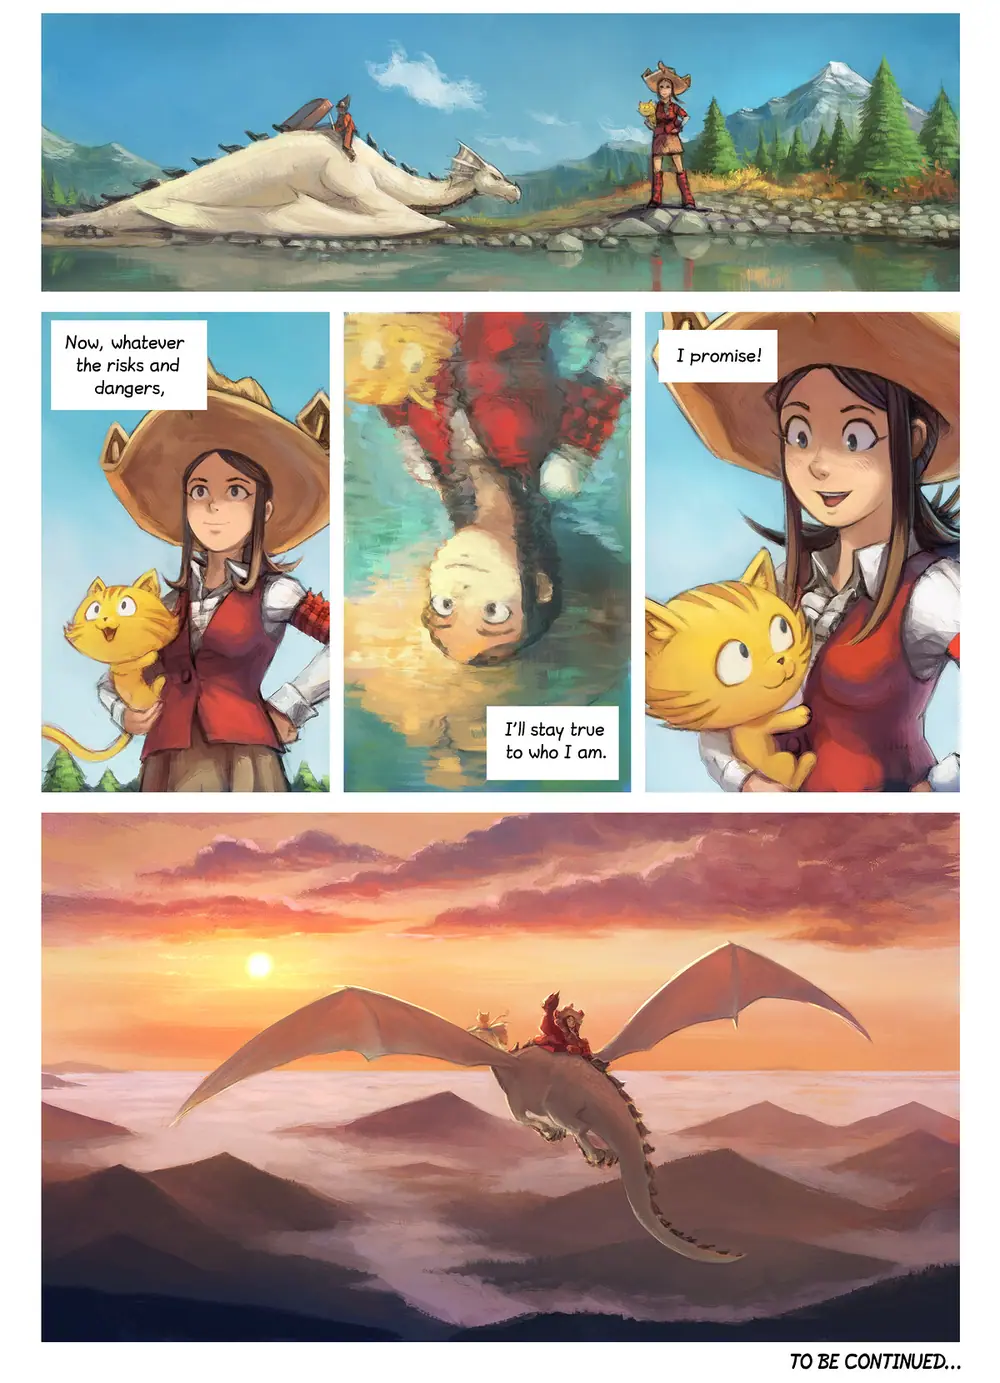 Now, whatever
the risks and
dangers,
I'll stay true
to who I am.
I promise!
TO BE CONTINUED...